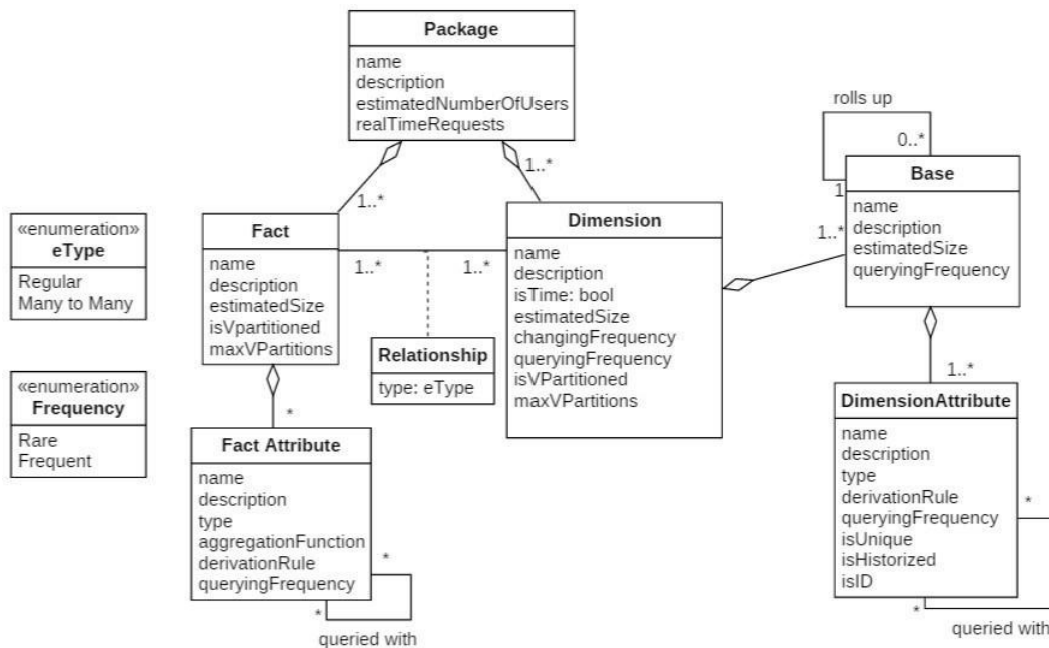 Package
name
description
estimatedNumberOfUsers
realTimeRequests
1..*
1..*
rolls up
0..*
1
Base
name
description
estimatedSize
queryingFrequency
1..*
«enumeration»
eType
Regular
Many to Many
Fact
name
description
estimatedSize
isVpartitioned
maxVPartitions
1..*
1..*
Dimension
name
description
isTime: bool
estimatedSize
changingFrequency
queryingFrequency
isVPartitioned
maxVPartitions
Relationship
type: eType
«enumeration»
Frequency
Rare
Frequent
*
Fact Attribute
name
description
type
aggregationFunction
derivationRule
queryingFrequency
*
*
queried with
1..*
DimensionAttribute
name
description
type
derivationRule
queryingFrequency
isUnique
isHistorized
isID
*
*
queried with